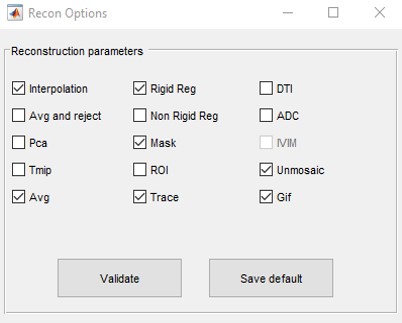 Recon Options
Reconstruction parameters
Interpolation Rigid Reg DTI
Avg and reject Non Rigid Reg ADC
Pca Mask IVIM
Tmip ROI Unmosaic
Avg Trace Gif
Validate Save default